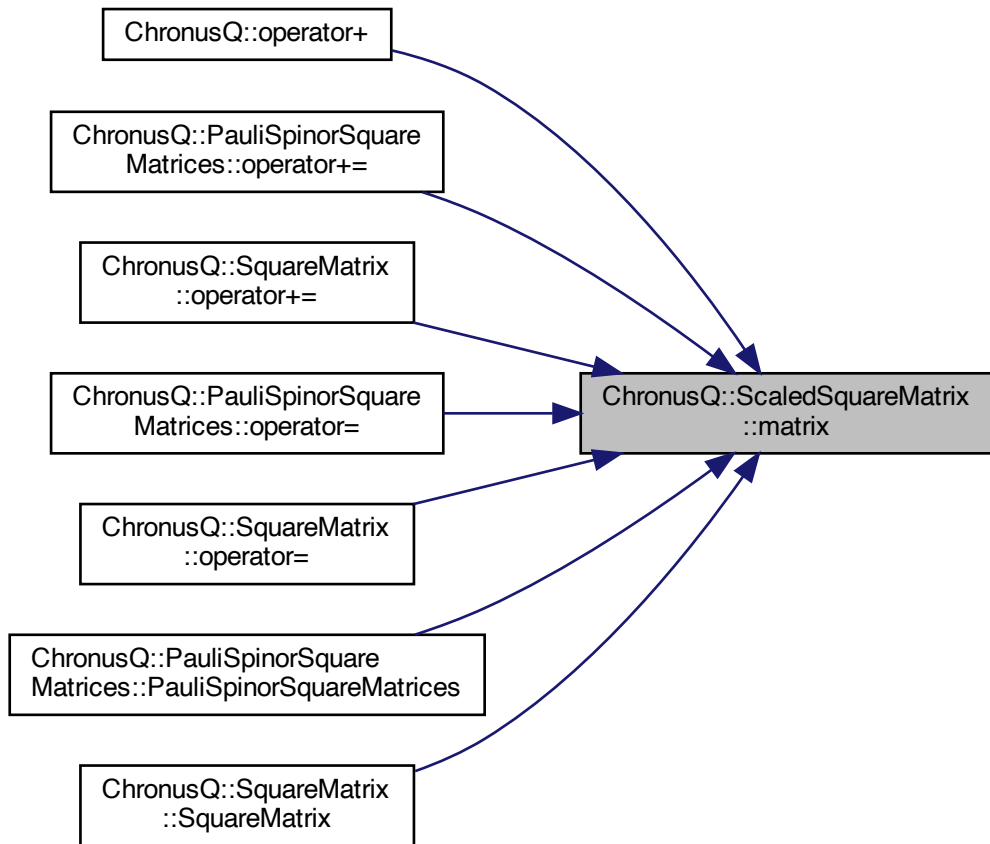 ChronusQ::operator+
ChronusQ::PauliSpinorSquare
Matrices::operator+=
ChronusQ::SquareMatrix
::operator+=
ChronusQ::PauliSpinorSquare
Matrices::operator=
ChronusQ::SquareMatrix
::operator=
ChronusQ::PauliSpinorSquare
Matrices::PauliSpinorSquareMatrices
ChronusQ::SquareMatrix
::SquareMatrix
ChronusQ::ScaledSquareMatrix
::matrix